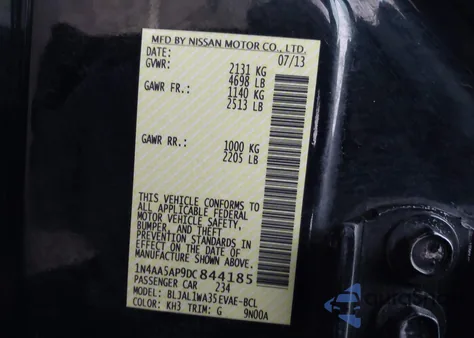 MFD BY NISSAN MOTOR CO., LTD.
DATE: 07/13
GVWR: 2131 KG
4698 LB
GAWR FR.: 1140 KG
2513 LB
GAWR RR.: 1000 KG
2205 LB
THIS VEHICLE CONFORMS TO
ALL APPLICABLE FEDERAL
MOTOR VEHICLE SAFETY,
BUMPER, AND THEFT
PREVENTION STANDARDS IN
EFFECT ON THE DATE OF
MANUFACTURE SHOWN ABOVE.
1N4AA5AP9DC844185
PASSENGER CAR 234
MODEL: BLJALIWA35EVAE-BCL
COLOR: KH3 TRIM: G 9N00A